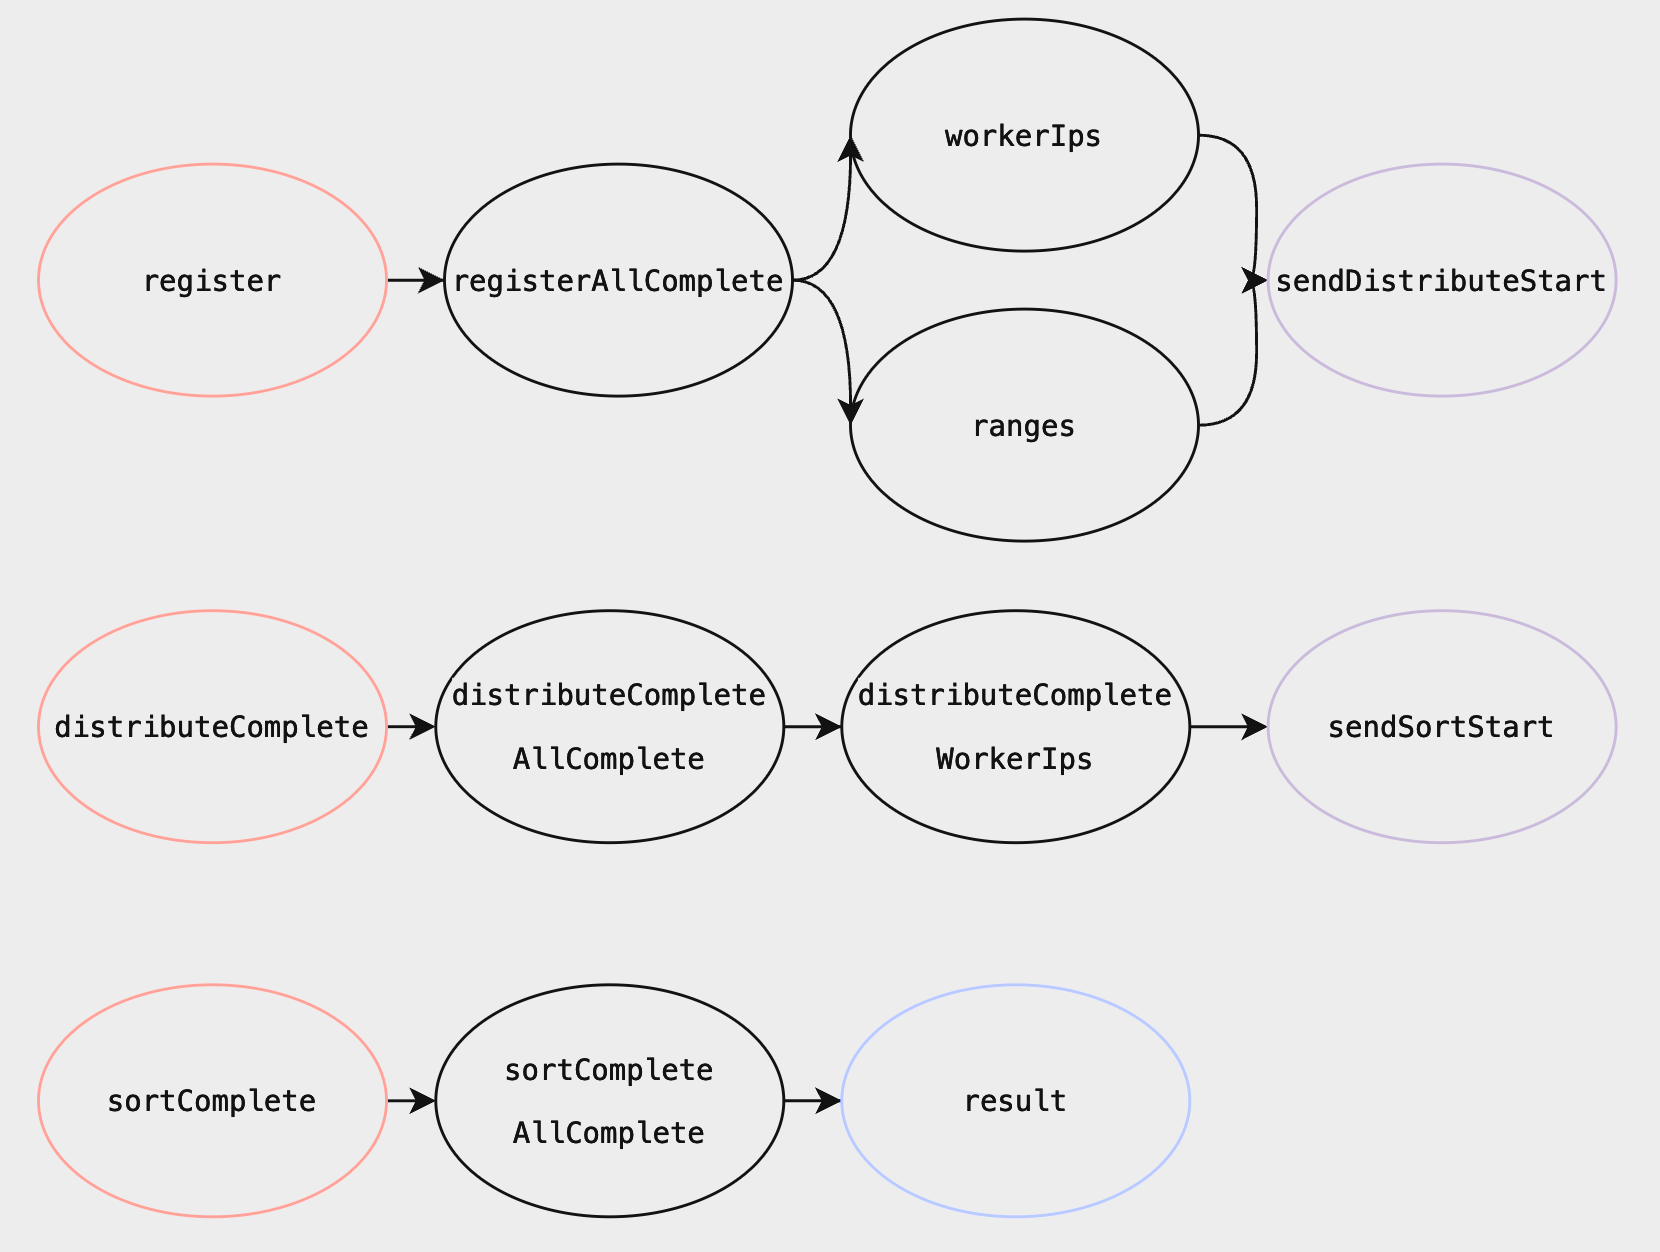 register
registerAllComplete
workerIps
ranges
sendDistributeStart
distributeComplete
distributeComplete
AllComplete
distributeComplete
WorkerIps
sendSortStart
sortComplete
sortComplete
AllComplete
result